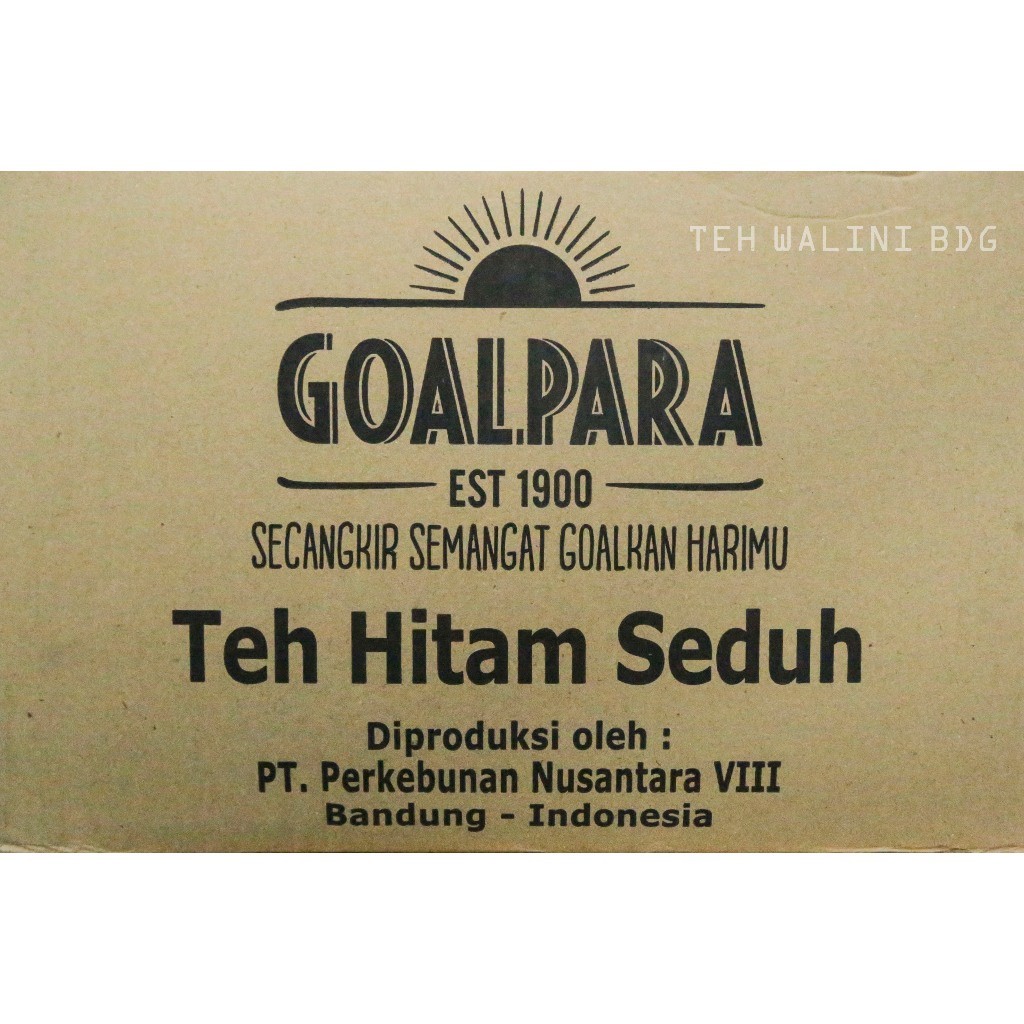 TEH WALINI BDG
GOALPARA
EST 1900
SECANGKIR SEMANGAT GOALKAN HARIMU
Teh Hitam Seduh
Diproduksi oleh :
PT. Perkebunan Nusantara VIII
Bandung - Indonesia